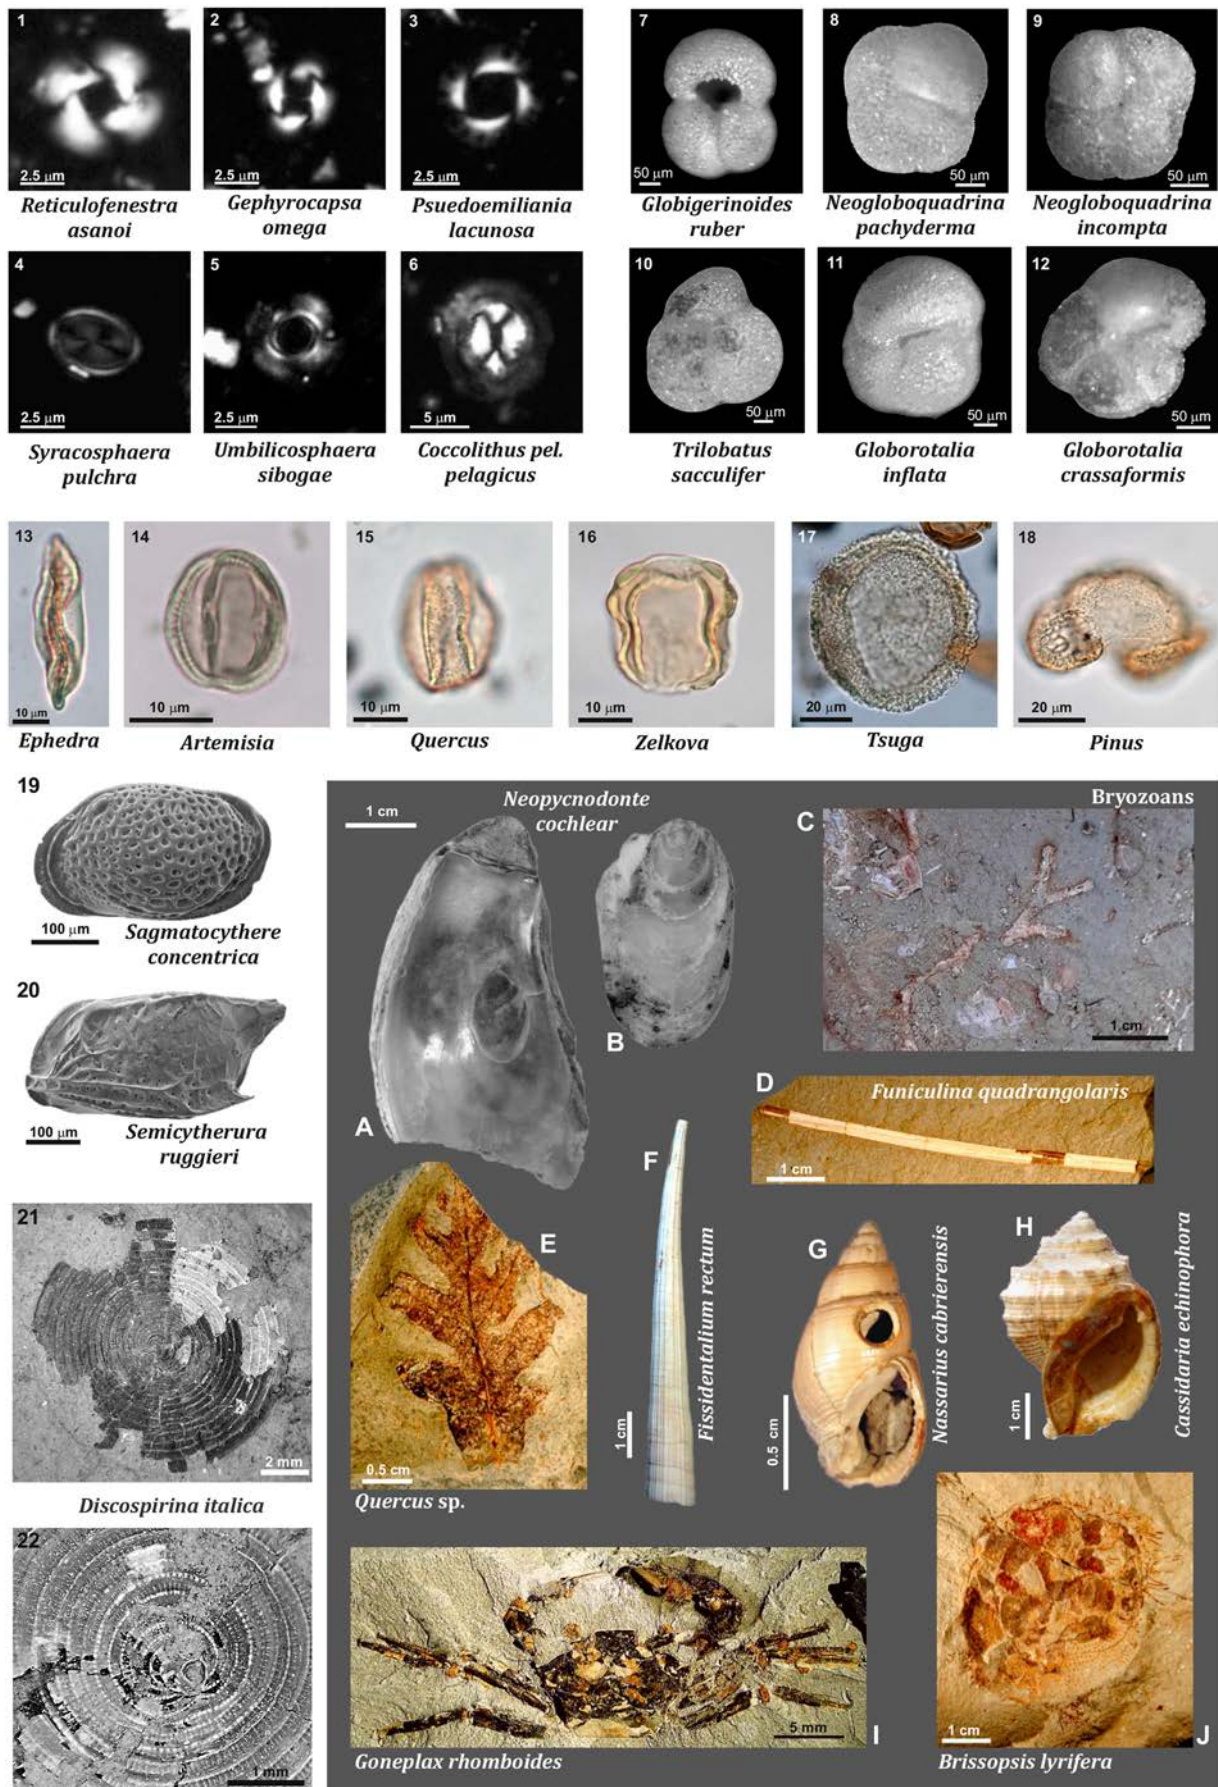 1
2.5 μm
Reticulofenestra
asanoi
2
2.5 μm
Gephyrocapsa
omega
3
2.5 μm
Psuedoemiliania
lacunosa
7
50 μm
Globigerinoides
ruber
8
50 μm
Neogloboquadrina
pachyderma
9
50 μm
Neogloboquadrina
incompta
4
2.5 μm
Syracosphaera
pulchra
5
2.5 μm
Umbilicosphaera
sibogae
6
5 μm
Coccolithus pel.
pelagicus
10
50 μm
Trilobatus
sacculifer
11
50 μm
Globorotalia
inflata
12
50 μm
Globorotalia
crassaformis
13
10 μm
Ephedra
14
10 μm
Artemisia
15
10 μm
Quercus
16
10 μm
Zelkova
17
20 μm
Tsuga
18
20 μm
Pinus
19
100 μm
Sagmatocythere
concentrica
20
100 μm
Semicytherura
ruggieri
21
2 mm
Discospirina italica
22
1 mm
1 cm
Neopycnodonte
cochlear
A
B
Bryozoans
C
1 cm
D
Funiculina quadrangolaris
1 cm
E
0.5 cm
Quercus sp.
F
1 cm
Fissidentalium rectum
G
0.5 cm
Nassarius cabrierensis
H
1 cm
Cassidaria echinophora
5 mm
I
Goneplax rhomboides
1 cm
J
Brissopsis lyrifera